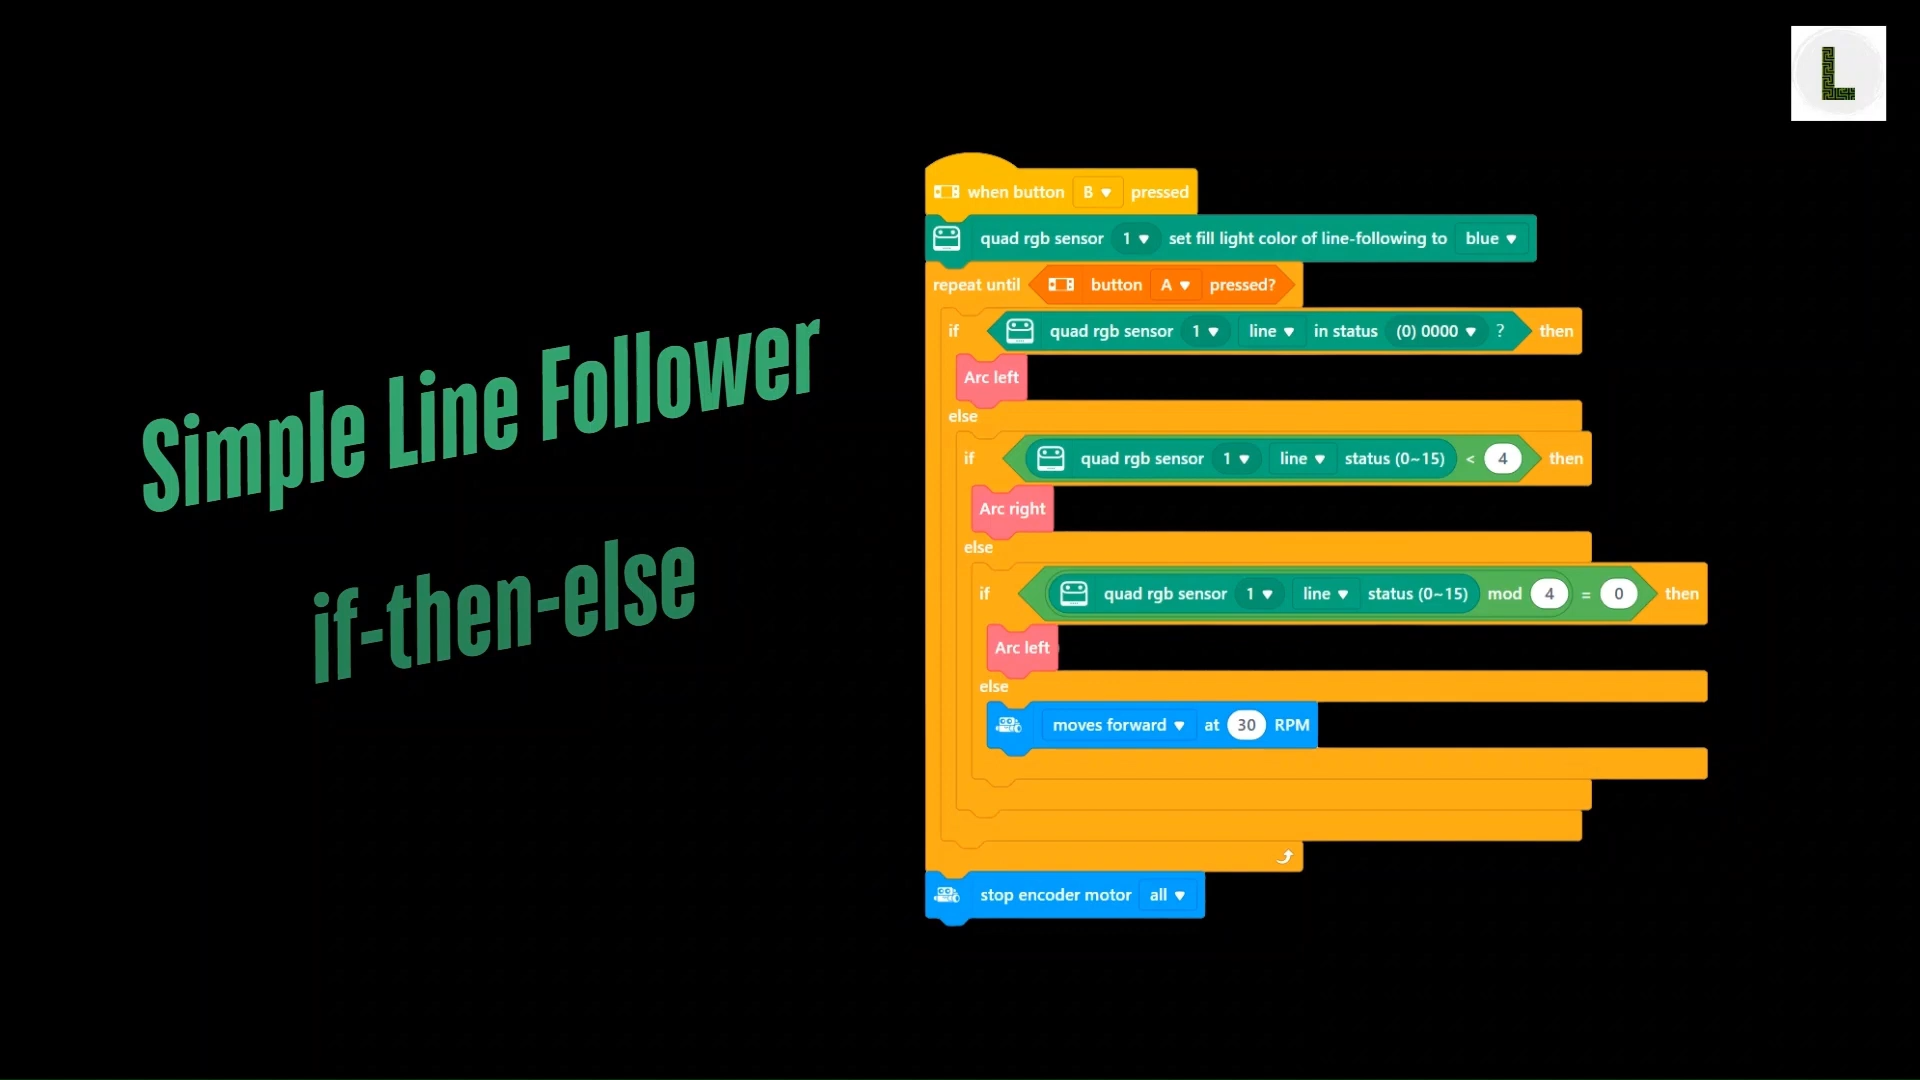 L
Simple Line Follower
if-then-else
when button B pressed
quad rgb sensor 1 set fill light color of line-following to blue
repeat until button A pressed?
if quad rgb sensor 1 line in status (0) 0000 ? then
Arc left
else
if quad rgb sensor 1 line status (0~15) < 4 then
Arc right
else
if quad rgb sensor 1 line status (0~15) mod 4 = 0 then
Arc left
else
moves forward at 30 RPM
stop encoder motor all